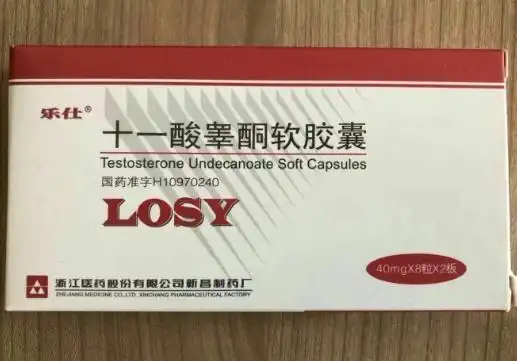 乐仕®
十一酸睾酮软胶囊
Testosterone Undecanoate Soft Capsules
国药准字H10970240
LOSY
40mgX8粒X2板
浙江医药股份有限公司新昌制药厂
ZHEJIANG MEDICINE CO.,LTD. XINCHANG PHARMACEUTICAL FACTORY